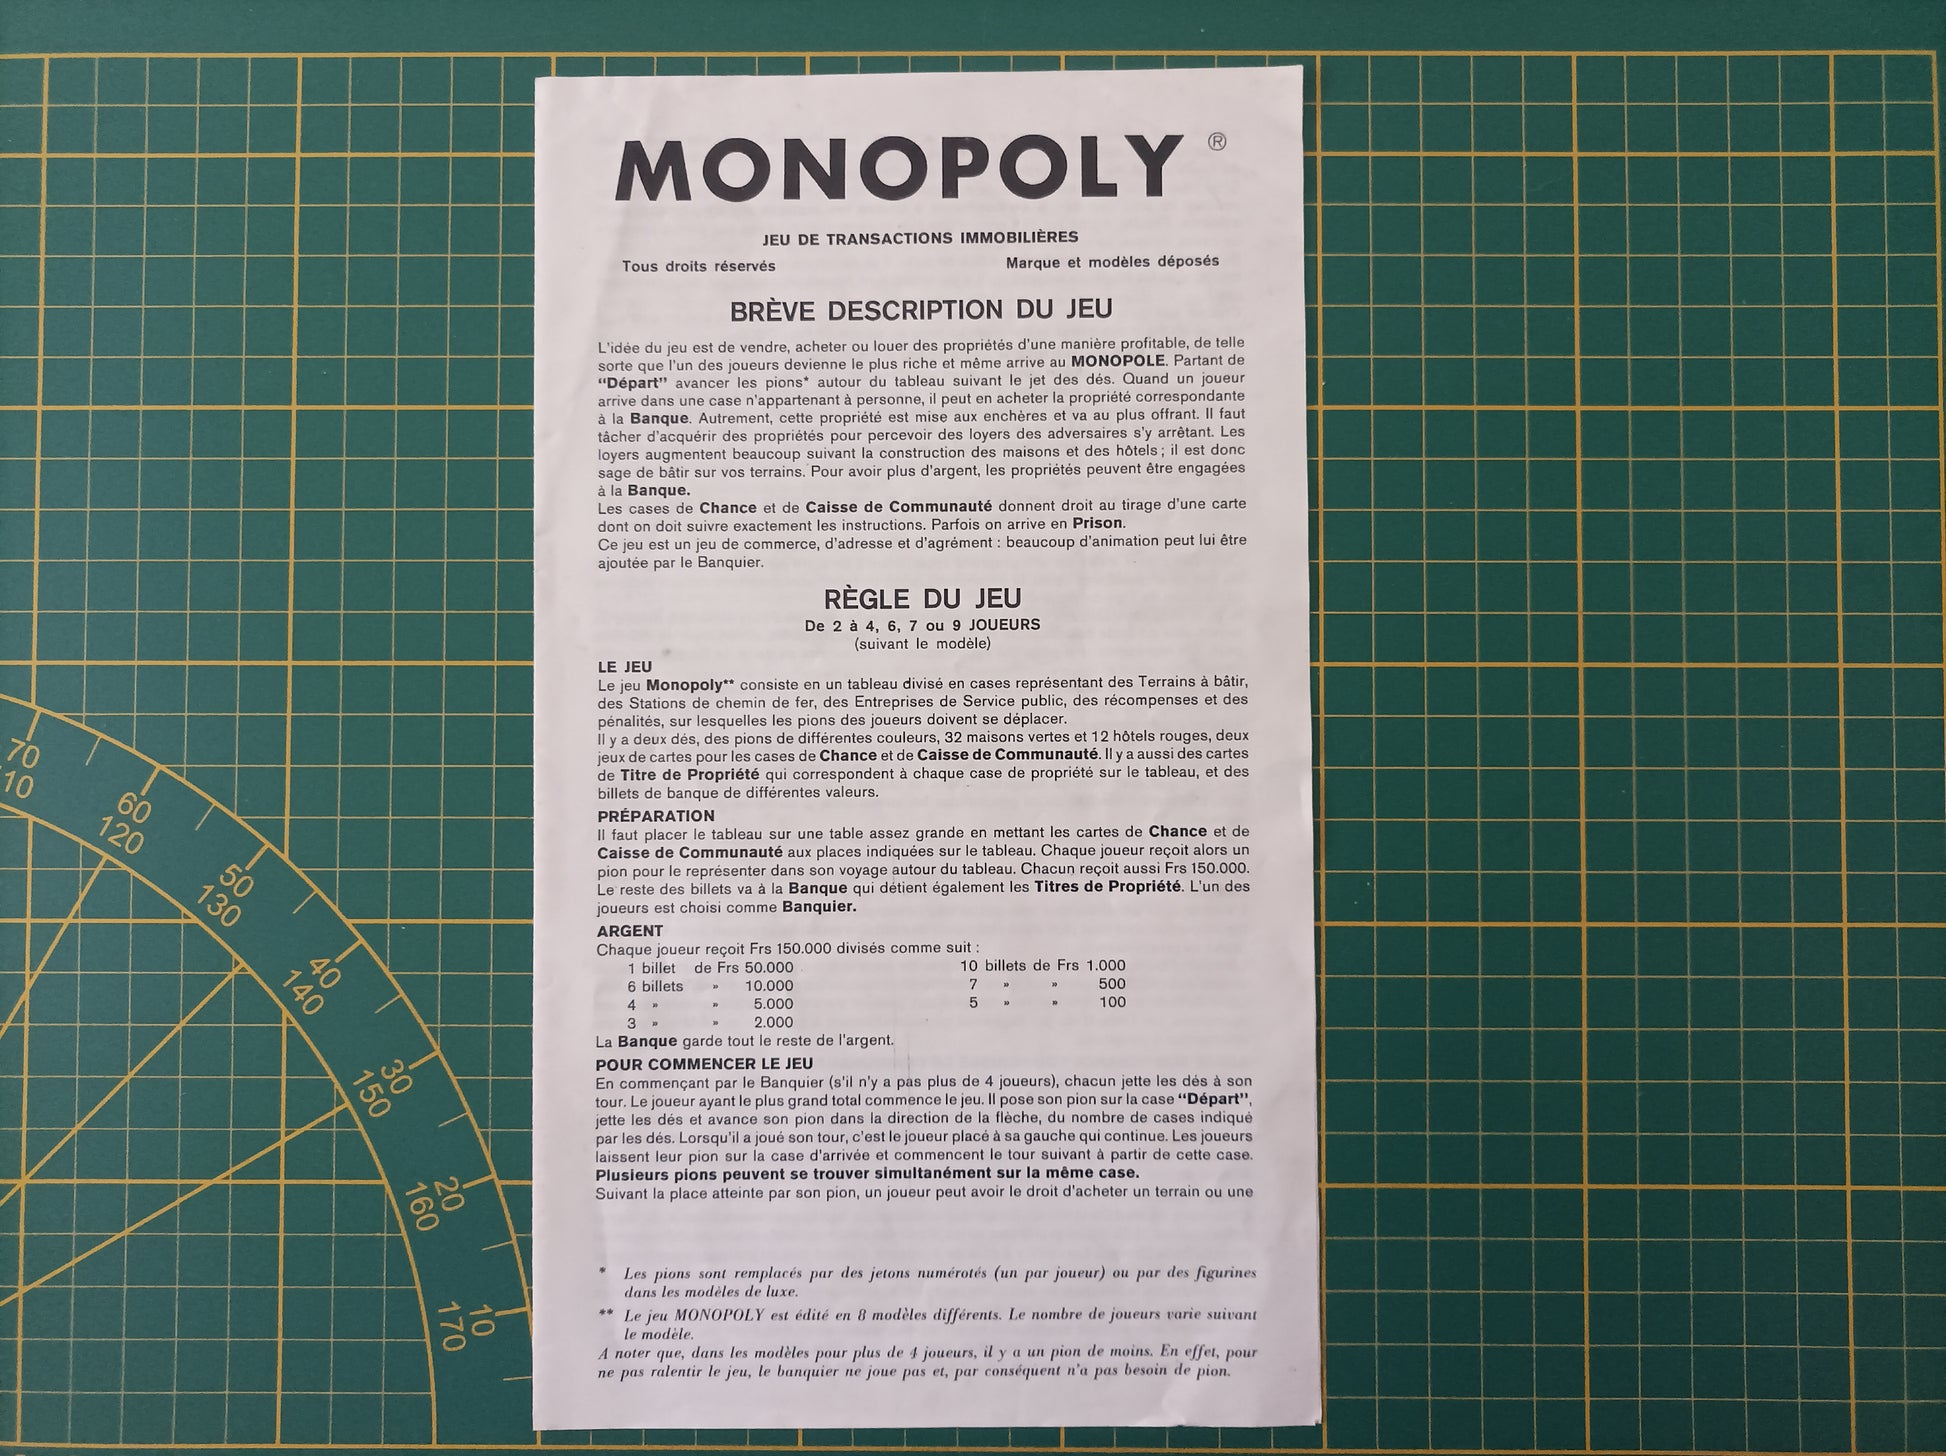 MONOPOLY ®
JEU DE TRANSACTIONS IMMOBILIÈRES
Tous droits réservés Marque et modèles déposés
BRÈVE DESCRIPTION DU JEU
L'idée du jeu est de vendre, acheter ou louer des propriétés d'une manière profitable, de telle
sorte que l'un des joueurs devienne le plus riche et même arrive au MONOPOLE. Partant de
“Départ” avancer les pions* autour du tableau suivant le jet des dés. Quand un joueur
arrive dans une case n'appartenant à personne, il peut en acheter la propriété correspondante
à la Banque. Autrement, cette propriété est mise aux enchères et va au plus offrant. Il faut
tâcher d'acquérir des propriétés pour percevoir des loyers des adversaires s'y arrêtant. Les
loyers augmentent beaucoup suivant la construction des maisons et des hôtels ; il est donc
sage de bâtir sur vos terrains. Pour avoir plus d'argent, les propriétés peuvent être engagées
à la Banque.
Les cases de Chance et de Caisse de Communauté donnent droit au tirage d'une carte
dont on doit suivre exactement les instructions. Parfois on arrive en Prison.
Ce jeu est un jeu de commerce, d'adresse et d'agrément : beaucoup d'animation peut lui être
ajoutée par le Banquier.
RÈGLE DU JEU
De 2 à 4, 6, 7 ou 9 JOUEURS
(suivant le modèle)
LE JEU
Le jeu Monopoly** consiste en un tableau divisé en cases représentant des Terrains à bâtir,
des Stations de chemin de fer, des Entreprises de Service public, des récompenses et des
pénalités, sur lesquelles les pions des joueurs doivent se déplacer.
Il y a deux dés, des pions de différentes couleurs, 32 maisons vertes et 12 hôtels rouges, deux
jeux de cartes pour les cases de Chance et de Caisse de Communauté. Il y a aussi des cartes
de Titre de Propriété qui correspondent à chaque case de propriété sur le tableau, et des
billets de banque de différentes valeurs.
PRÉPARATION
Il faut placer le tableau sur une table assez grande en mettant les cartes de Chance et de
Caisse de Communauté aux places indiquées sur le tableau. Chaque joueur reçoit alors un
pion pour le représenter dans son voyage autour du tableau. Chacun reçoit aussi Frs 150.000.
Le reste des billets va à la Banque qui détient également les Titres de Propriété. L'un des
joueurs est choisi comme Banquier.
ARGENT
Chaque joueur reçoit Frs 150.000 divisés comme suit :
1 billet de Frs 50.000 10 billets de Frs 1.000
6 billets » 10.000 7 » » 500
4 » » 5.000 5 » » 100
3 » » 2.000
La Banque garde tout le reste de l'argent.
POUR COMMENCER LE JEU
En commençant par le Banquier (s'il n'y a pas plus de 4 joueurs), chacun jette les dés à son
tour. Le joueur ayant le plus grand total commence le jeu. Il pose son pion sur la case “Départ”,
jette les dés et avance son pion dans la direction de la flèche, du nombre de cases indiqué
par les dés. Lorsqu'il a joué son tour, c'est le joueur placé à sa gauche qui continue. Les joueurs
laissent leur pion sur la case d'arrivée et commencent le tour suivant à partir de cette case.
Plusieurs pions peuvent se trouver simultanément sur la même case.
Suivant la place atteinte par son pion, un joueur peut avoir le droit d'acheter un terrain ou une
* Les pions sont remplacés par des jetons numérotés (un par joueur) ou par des figurines
dans les modèles de luxe.
** Le jeu MONOPOLY est édité en 8 modèles différents. Le nombre de joueurs varie suivant
le modèle.
A noter que, dans les modèles pour plus de 4 joueurs, il y a un pion de moins. En effet, pour
ne pas ralentir le jeu, le banquier ne joue pas et, par conséquent n'a pas besoin de pion.
70
110
60
120
50
130
40
140
30
150
20
160
10
170